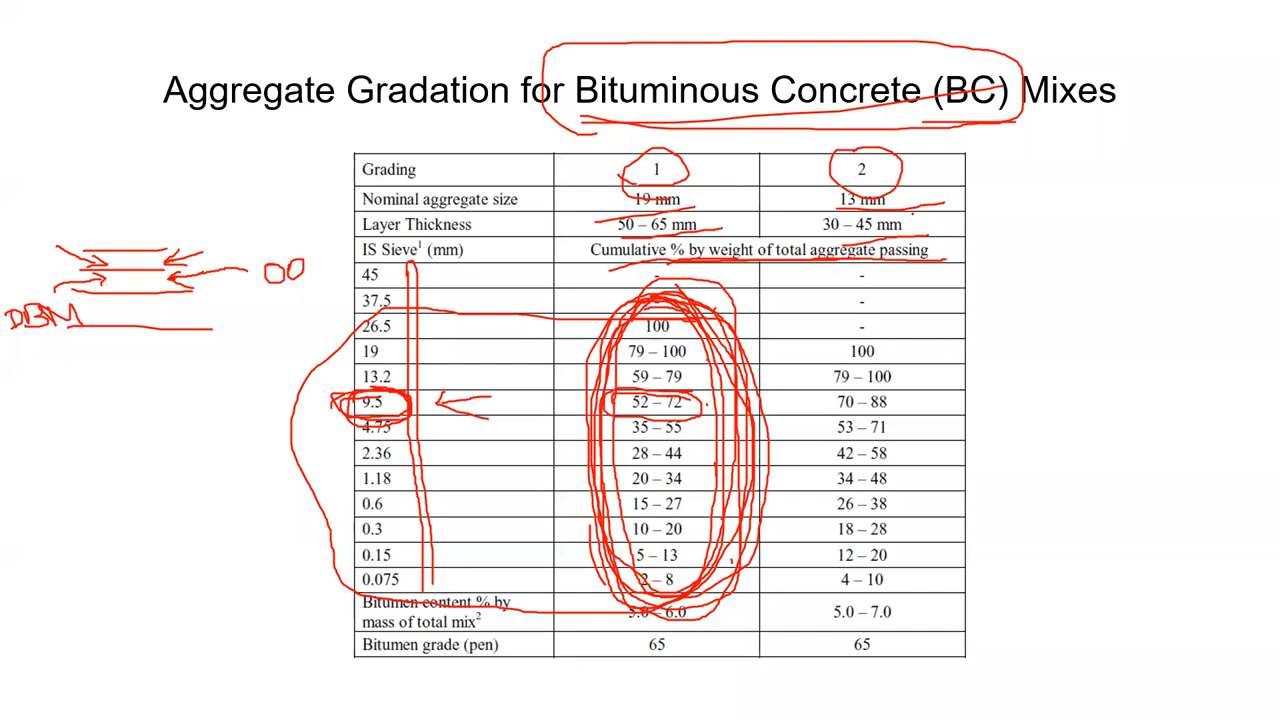 Aggregate Gradation for Bituminous Concrete (BC) Mixes
Grading 1 2
Nominal aggregate size 19 mm 13 mm
Layer Thickness 50 – 65 mm 30 – 45 mm
IS Sieve1 (mm) Cumulative % by weight of total aggregate passing
45 - -
37.5 - -
26.5 100 -
19 79 – 100 100
13.2 59 – 79 79 – 100
9.5 52 – 72 70 – 88
4.75 35 – 55 53 – 71
2.36 28 – 44 42 – 58
1.18 20 – 34 34 – 48
0.6 15 – 27 26 – 38
0.3 10 – 20 18 – 28
0.15 5 – 13 12 – 20
0.075 2 – 8 4 – 10
Bitumen content % by
mass of total mix2 5.0 – 6.0 5.0 – 7.0
Bitumen grade (pen) 65 65
DBM